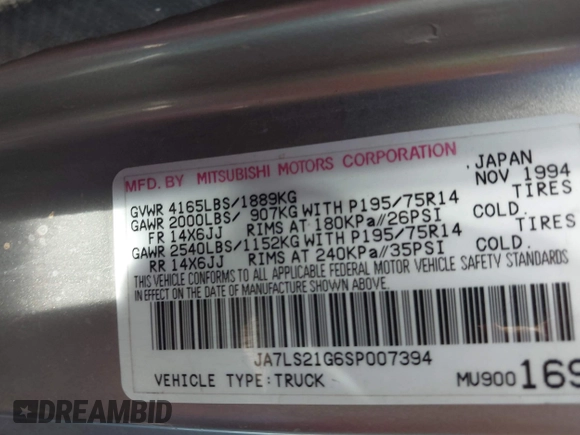 MFD. BY MITSUBISHI MOTORS CORPORATION JAPAN
NOV 1994
GVWR 4165LBS/1889KG
GAWR 2000LBS/ 907KG WITH P195/75R14 TIRES
FR 14X6JJ RIMS AT 180KPa//26PSI COLD.
GAWR 2540LBS/1152KG WITH P195/75R14 TIRES
RR 14X6JJ RIMS AT 240KPa//35PSI COLD.
THIS VEHICLE CONFORMS TO ALL APPLICABLE FEDERAL MOTOR VEHICLE SAFETY STANDARDS
IN EFFECT ON THE DATE OF MANUFACTURE SHOWN ABOVE.
JA7LS21G6SP007394
VEHICLE TYPE:TRUCK MU900169
DREAMBID